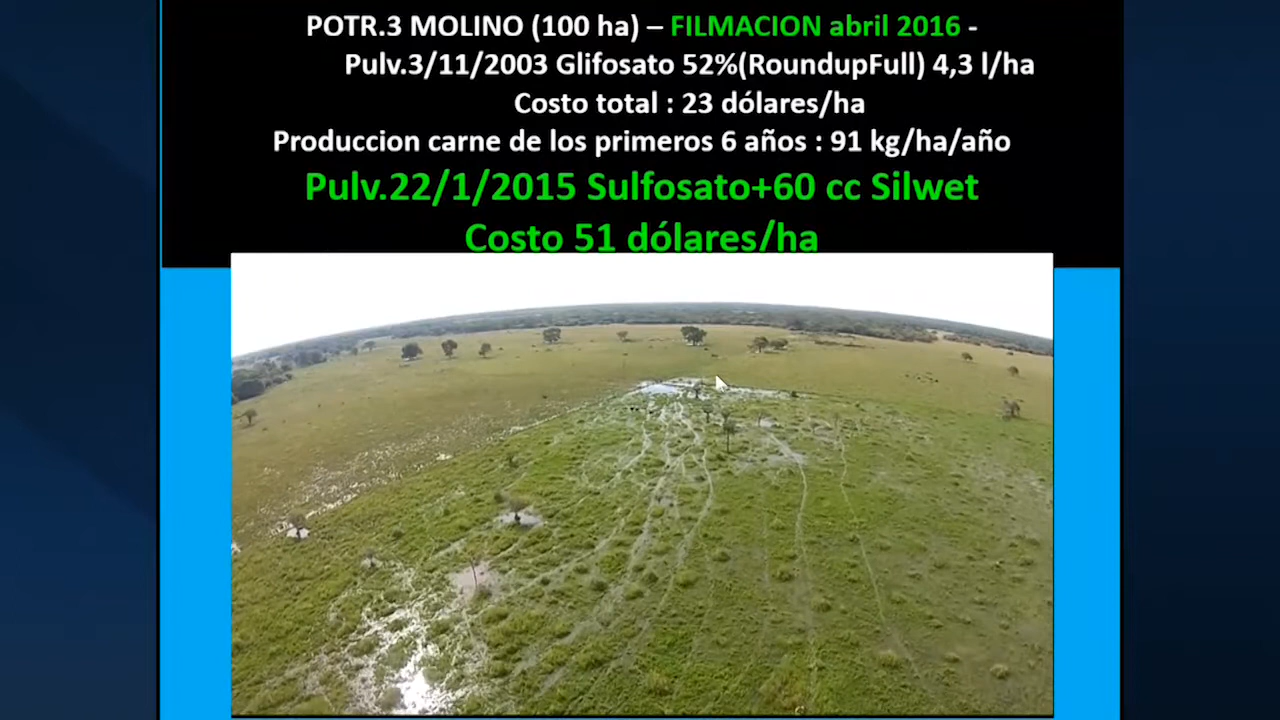 POTR.3 MOLINO (100 ha) – FILMACION abril 2016 -
Pulv.3/11/2003 Glifosato 52%(RoundupFull) 4,3 l/ha
Costo total : 23 dólares/ha
Produccion carne de los primeros 6 años : 91 kg/ha/año
Pulv.22/1/2015 Sulfosato+60 cc Silwet
Costo 51 dólares/ha